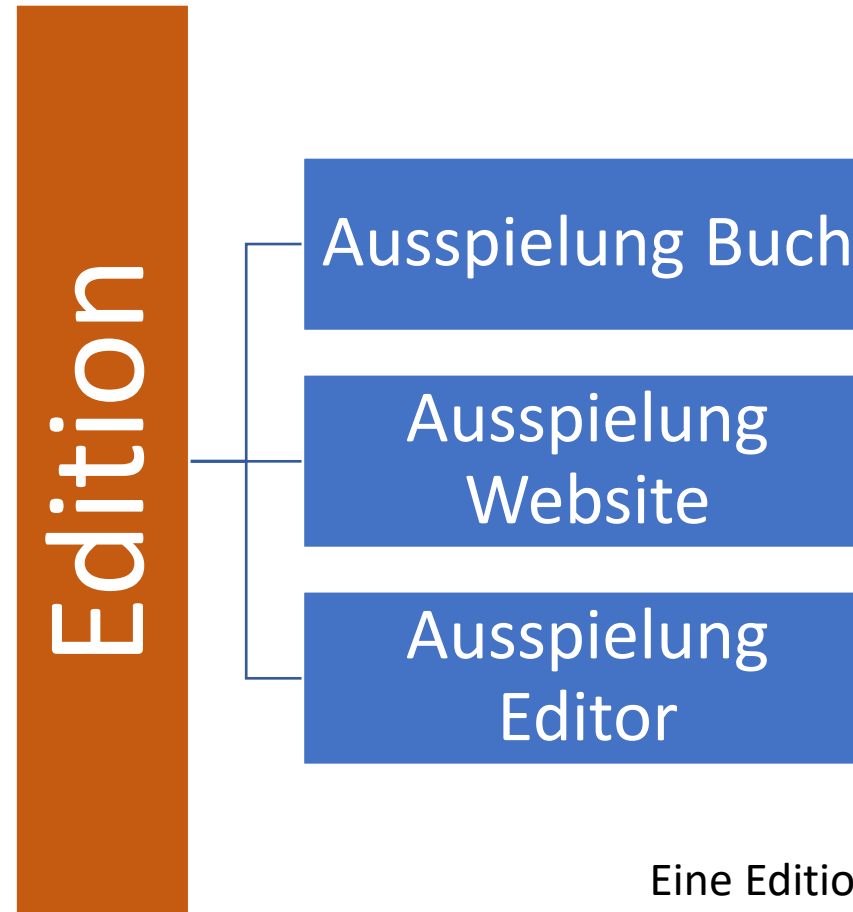 Edition
Ausspielung Buch
Ausspielung
Website
Ausspielung
Editor
Eine Editio